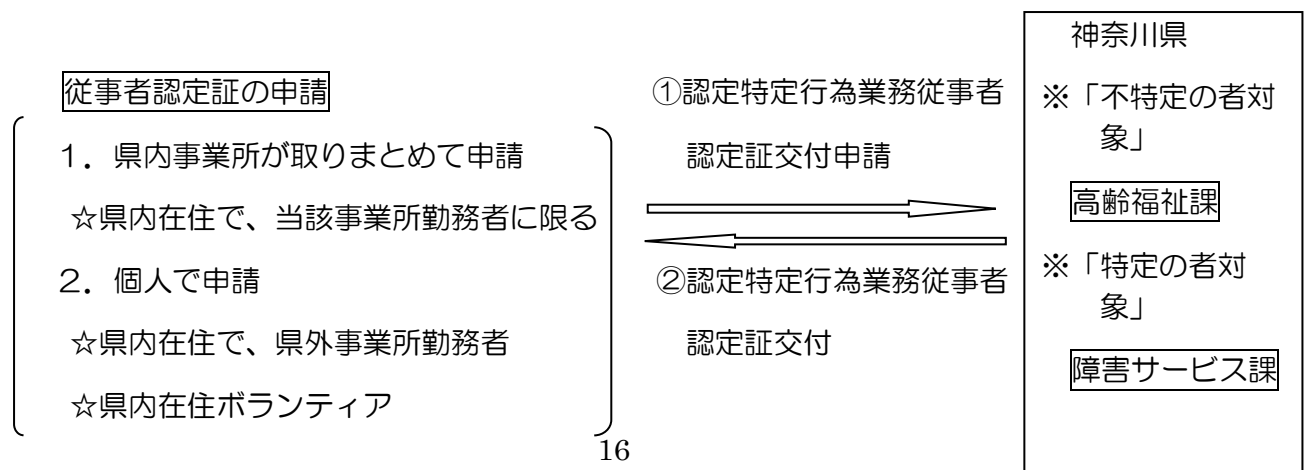 従事者認定証の申請
1．県内事業所が取りまとめて申請
☆県内在住で、当該事業所勤務者に限る
2．個人で申請
☆県内在住で、県外事業所勤務者
☆県内在住ボランティア
①認定特定行為業務従事者
認定証交付申請
②認定特定行為業務従事者
認定証交付
神奈川県
※「不特定の者対
象」
高齢福祉課
※「特定の者対
象」
障害サービス課
16